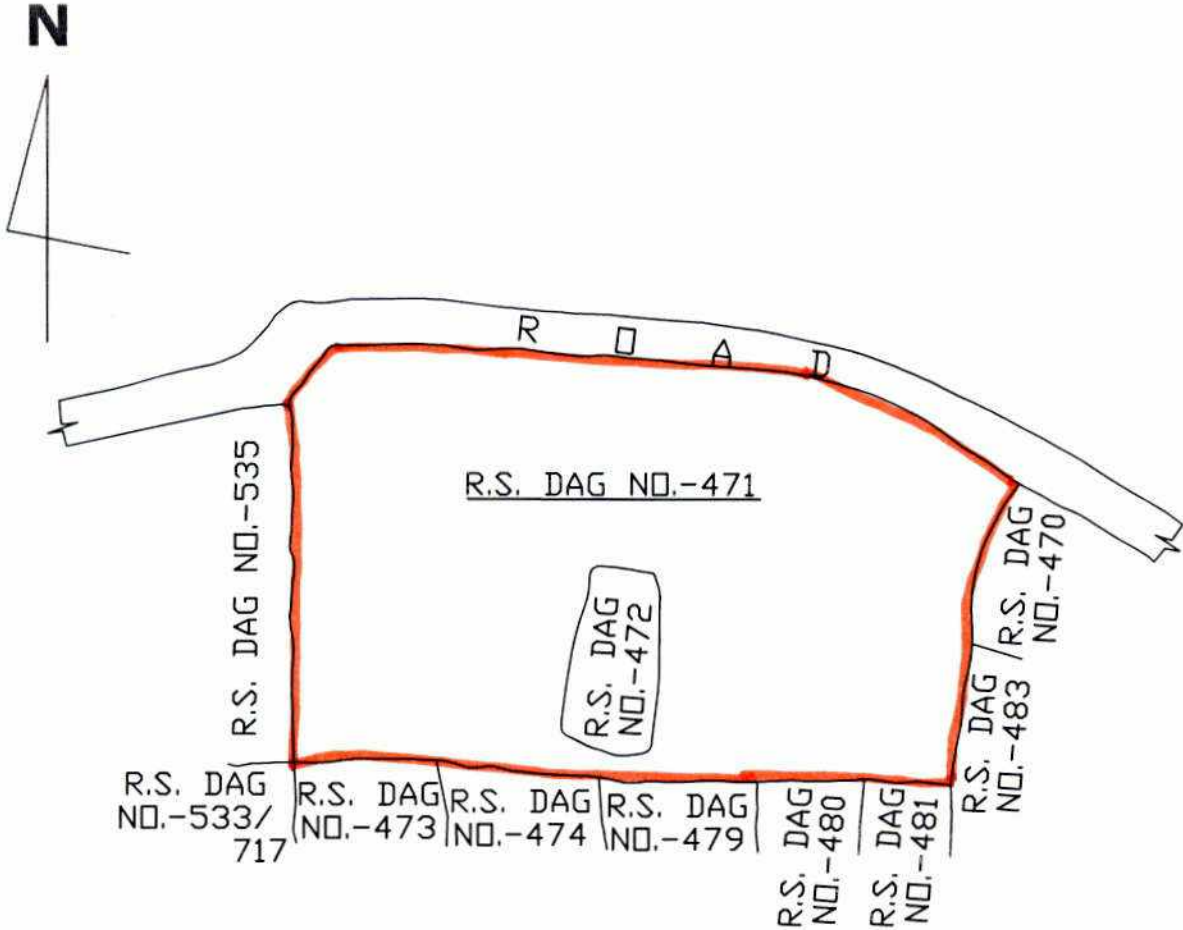 N
R O A D
R.S. DAG NO.-535
R.S. DAG NO.-471
R.S. DAG
NO.-472
R.S. DAG
NO.-470
R.S. DAG
NO.-483
R.S. DAG
NO.-533/
717
R.S. DAG
NO.-473
R.S. DAG
NO.-474
R.S. DAG
NO.-479
R.S. DAG
NO.-480
R.S. DAG
NO.-481